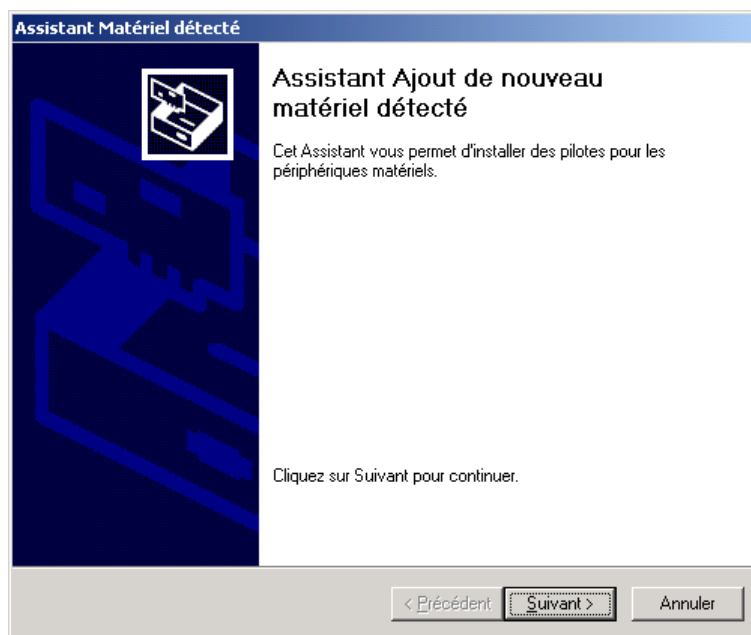 Assistant Matériel détecté
Assistant Ajout de nouveau
matériel détecté
Cet Assistant vous permet d'installer des pilotes pour les
périphériques matériels.
Cliquez sur Suivant pour continuer.
< Précédent
Suivant >
Annuler